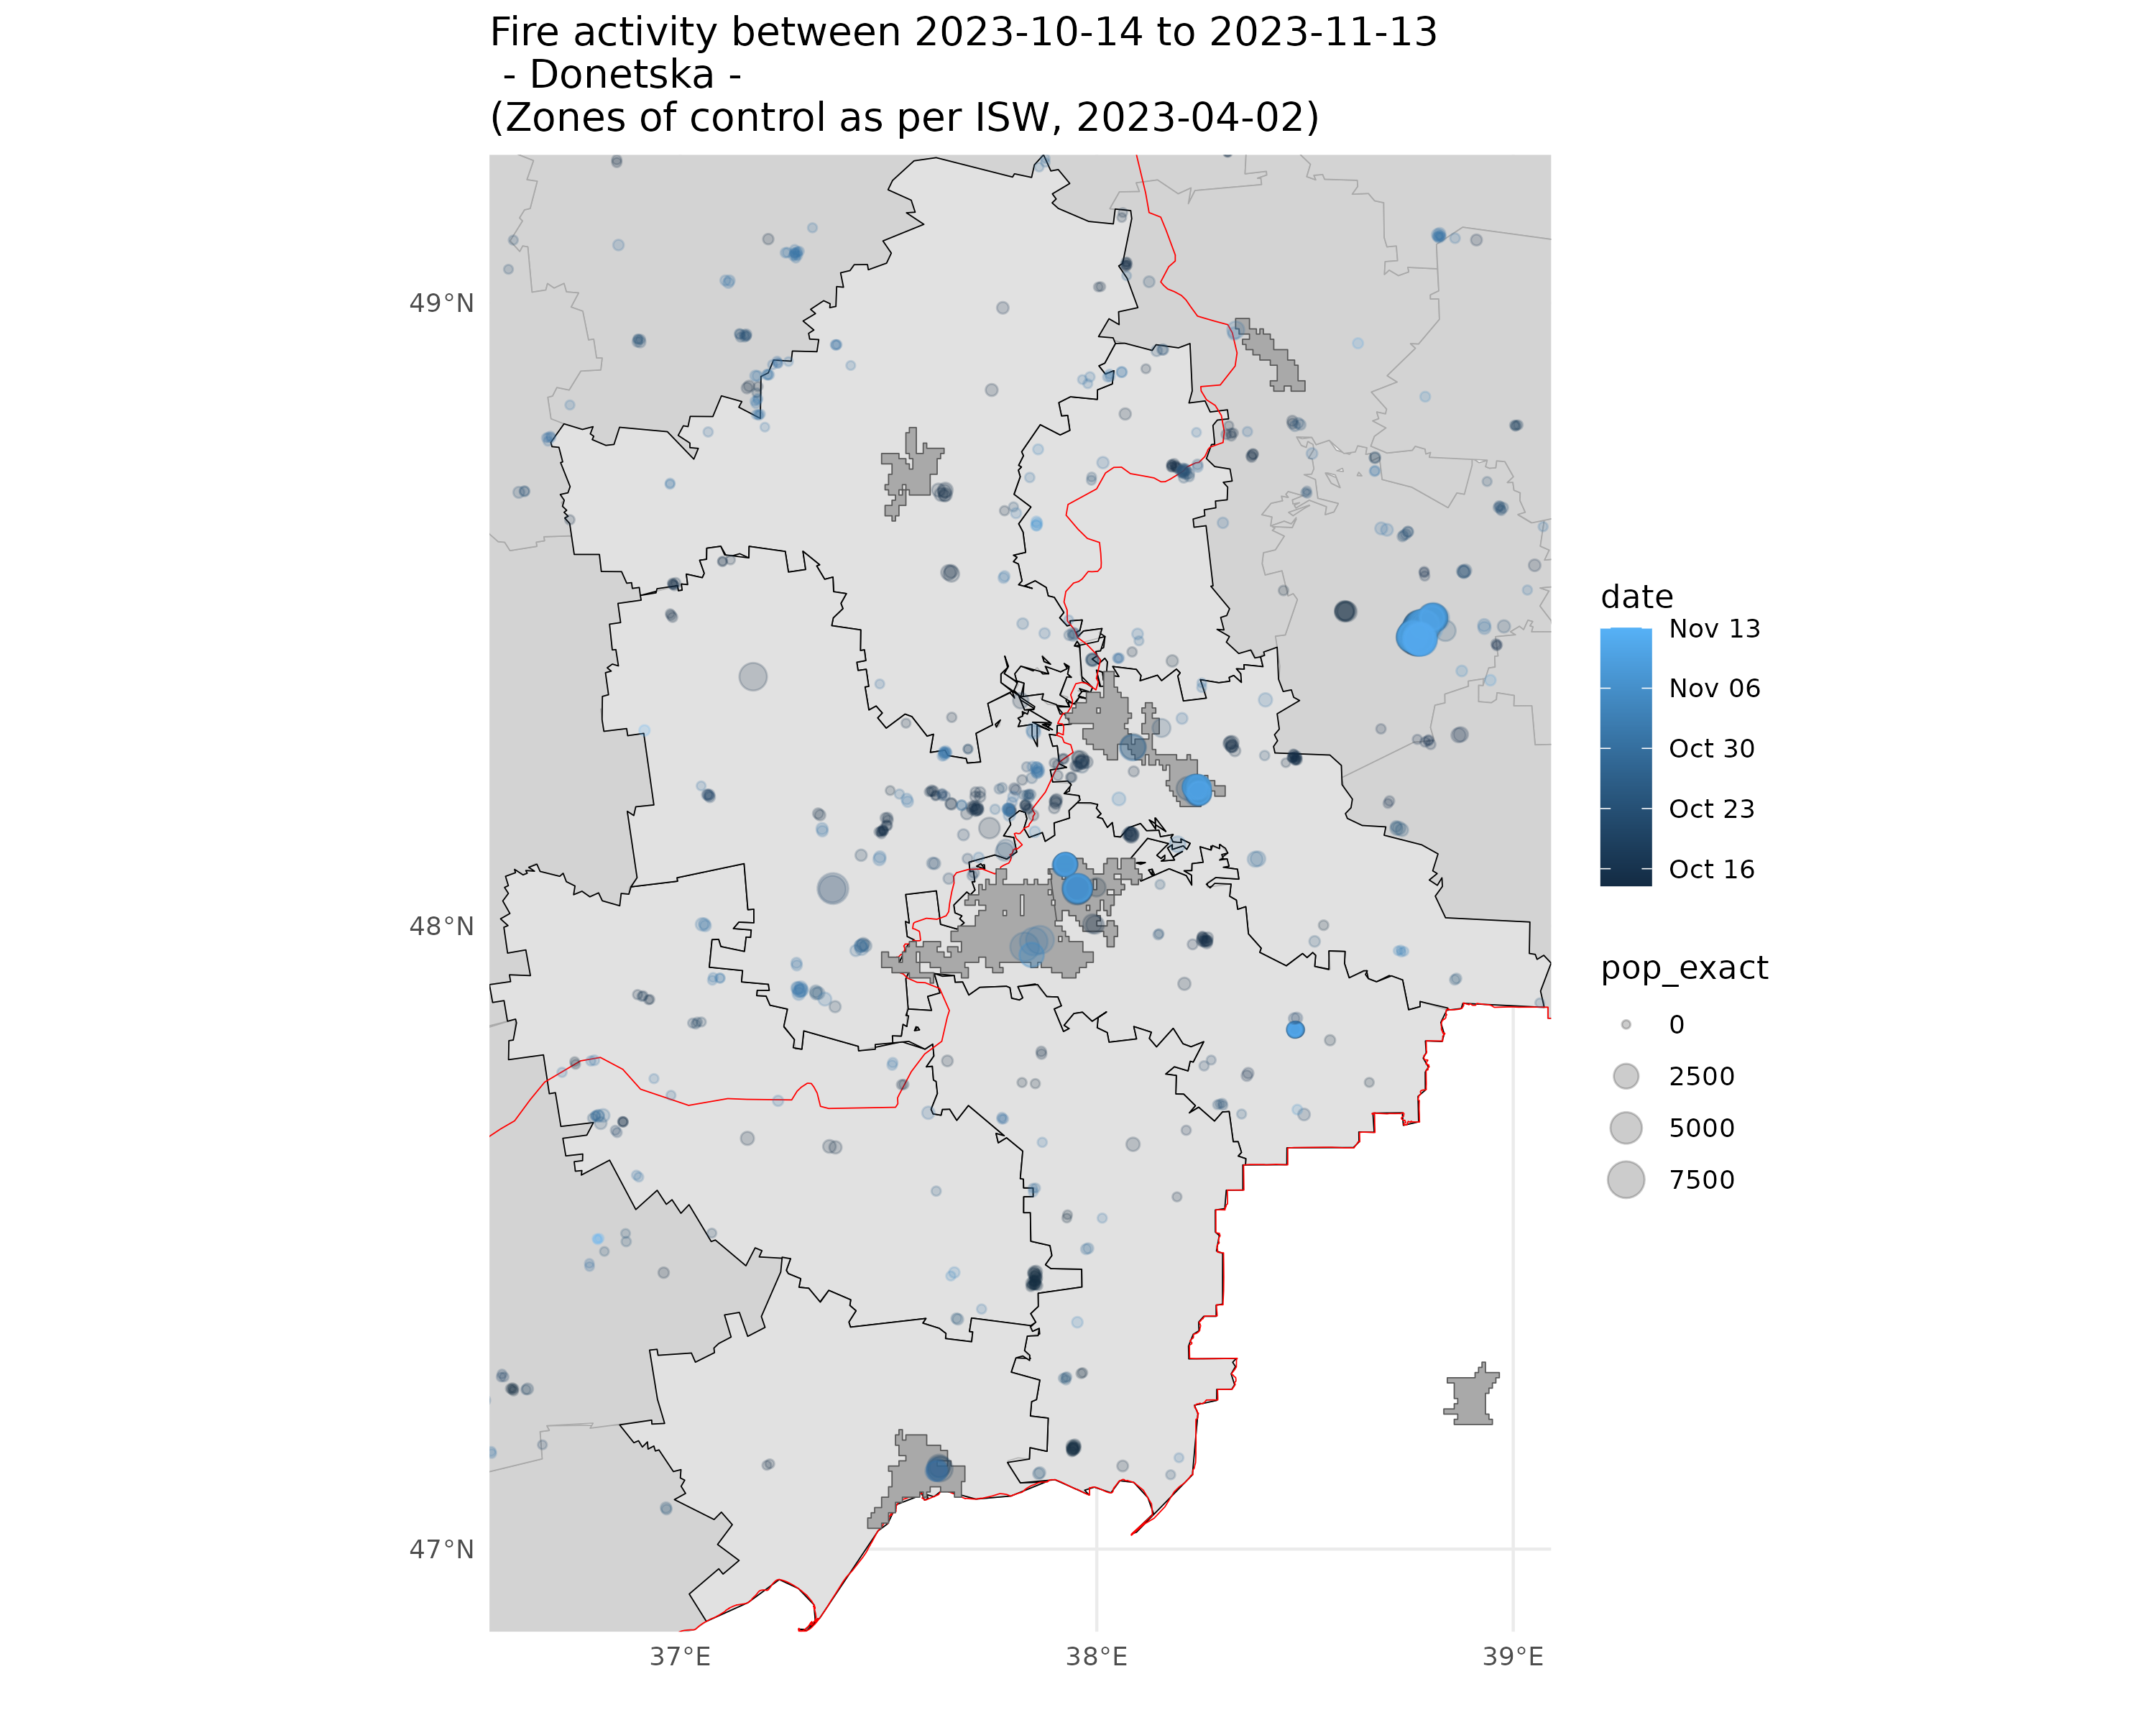 Fire activity between 2023-10-14 to 2023-11-13
- Donetska -
(Zones of control as per ISW, 2023-04-02)
49°N
48°N
47°N
37°E
38°E
39°E
date
Nov 13
Nov 06
Oct 30
Oct 23
Oct 16
pop_exact
0
2500
5000
7500